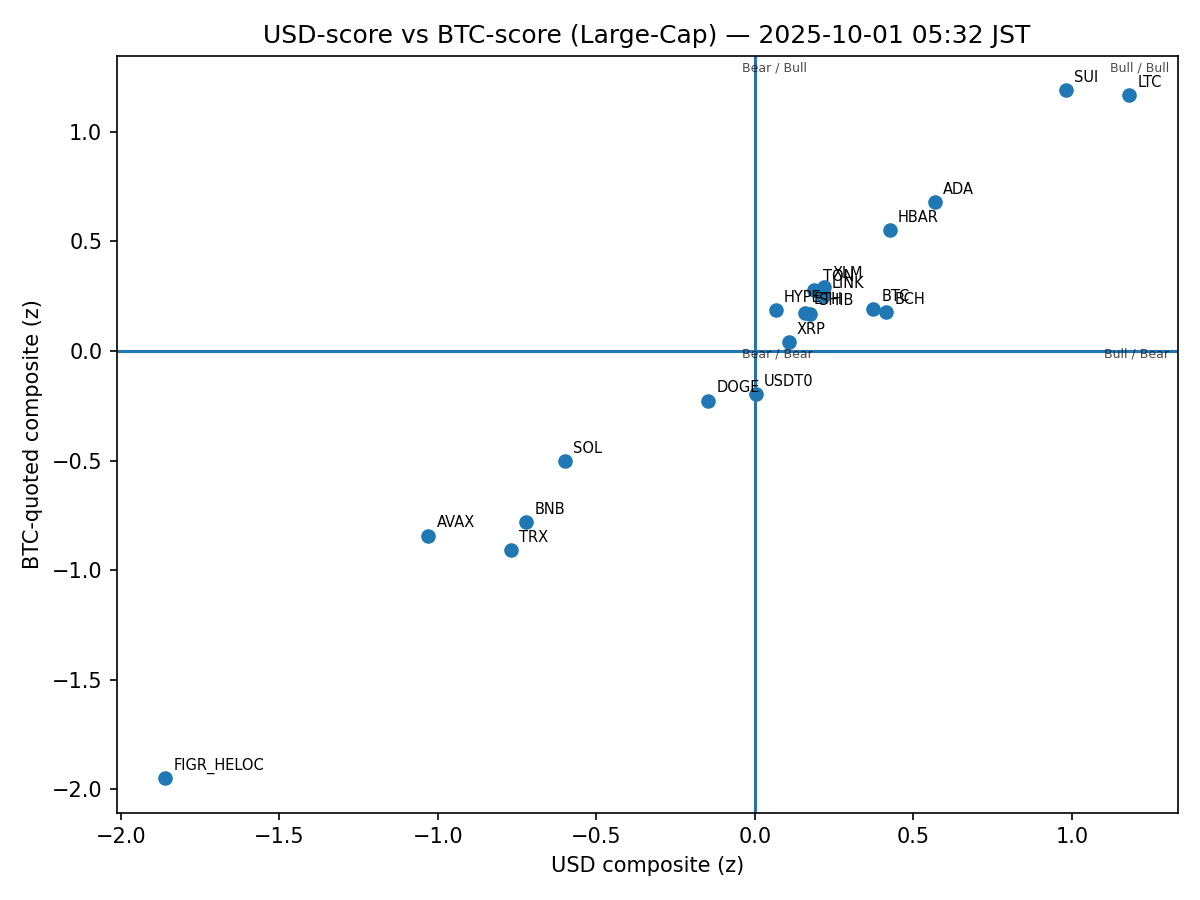 USD-score vs BTC-score (Large-Cap) — 2025-10-01 05:32 JST
Bear / Bull
Bull / Bull
SUI
LTC
ADA
HBAR
XLM
TON
LINK
HYPE
ETH
SHIB
BTC
BCH
XRP
Bear / Bear
Bull / Bear
USDT0
DOGE
SOL
BNB
AVAX
TRX
FIGR_HELOC
1.0
0.5
0.0
−0.5
−1.0
−1.5
−2.0
BTC-quoted composite (z)
−2.0 −1.5 −1.0 −0.5 0.0 0.5 1.0
USD composite (z)